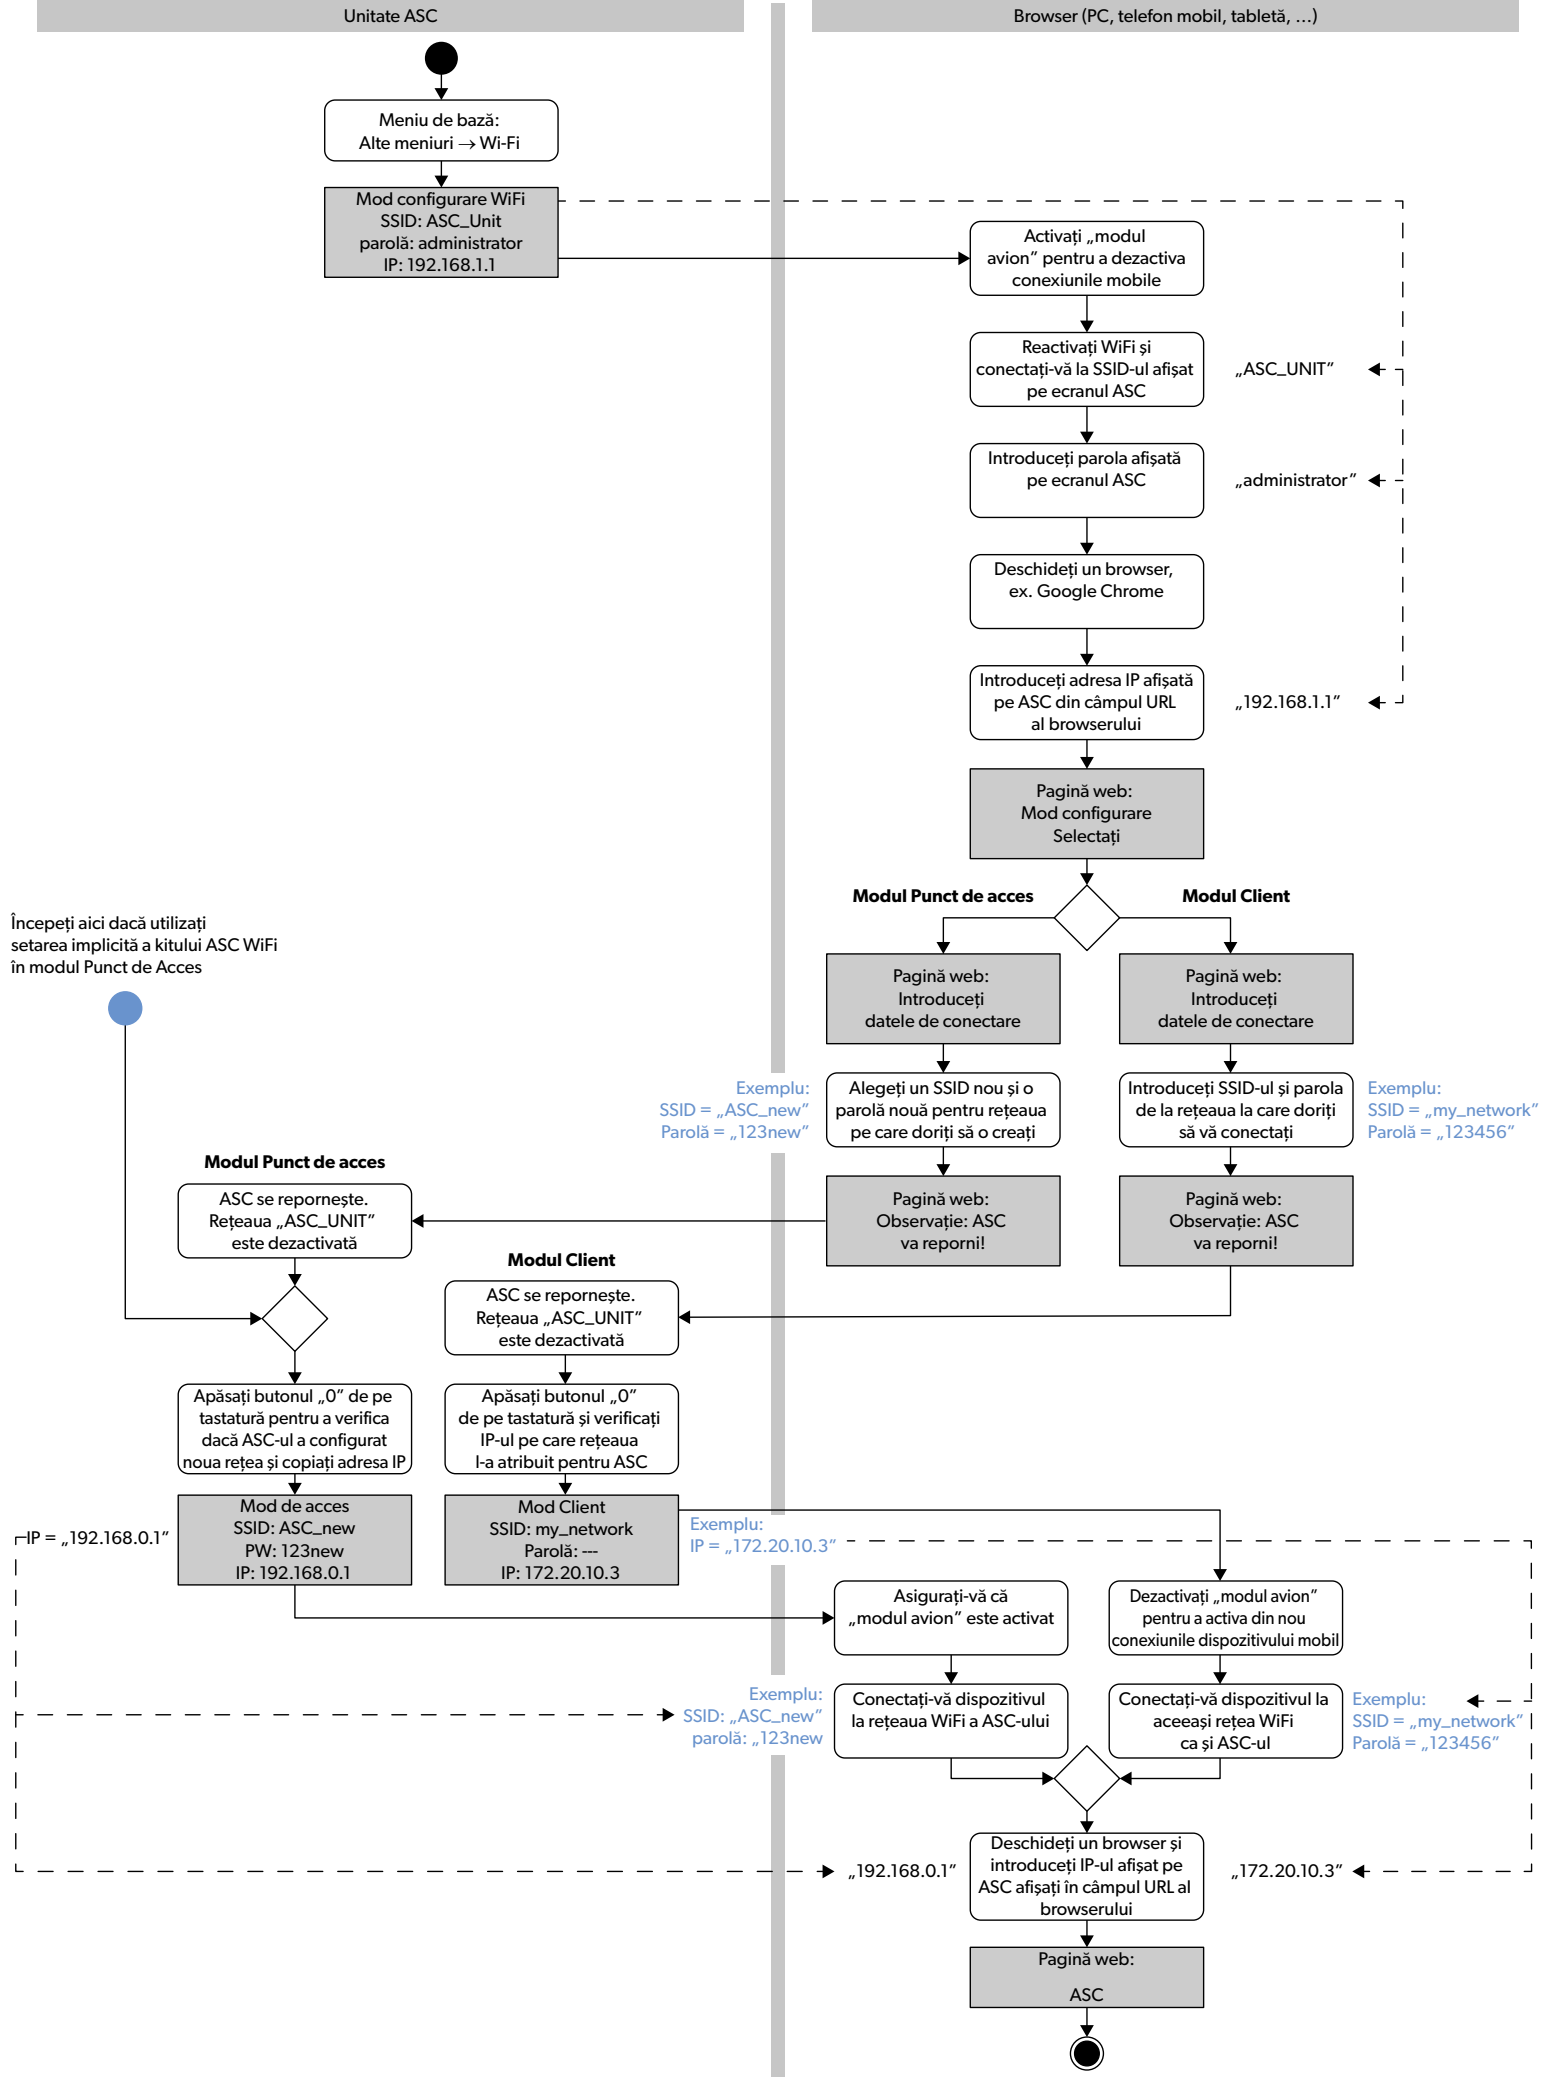 Unitate ASC
Browser (PC, telefon mobil, tabletă, ...)
Meniu de bază:
Alte meniuri → Wi-Fi
Mod configurare WiFi
SSID: ASC_Unit
parolă: administrator
IP: 192.168.1.1
Activați „modul
avion” pentru a dezactiva
conexiunile mobile
Reactivați WiFi și
conectați-vă la SSID-ul afișat
pe ecranul ASC
„ASC_UNIT”
Introduceți parola afișată
pe ecranul ASC
„administrator”
Deschideți un browser,
ex. Google Chrome
Introduceți adresa IP afișată
pe ASC din câmpul URL
al browserului
„192.168.1.1”
Pagină web:
Mod configurare
Selectați
Modul Punct de acces
Modul Client
Începeți aici dacă utilizați
setarea implicită a kitului ASC WiFi
în modul Punct de Acces
Pagină web:
Introduceți
datele de conectare
Pagină web:
Introduceți
datele de conectare
Exemplu:
SSID = „ASC_new”
Parolă = „123new”
Alegeți un SSID nou și o
parolă nouă pentru rețeaua
pe care doriți să o creați
Introduceți SSID-ul și parola
de la rețeaua la care doriți
să vă conectați
Exemplu:
SSID = „my_network”
Parolă = „123456”
Modul Punct de acces
ASC se repornește.
Rețeaua „ASC_UNIT”
este dezactivată
Pagină web:
Observație: ASC
va reporni!
Pagină web:
Observație: ASC
va reporni!
Modul Client
ASC se repornește.
Rețeaua „ASC_UNIT”
este dezactivată
Apăsați butonul „0” de pe
tastatură pentru a verifica
dacă ASC-ul a configurat
noua rețea și copiați adresa IP
Apăsați butonul „0”
de pe tastatură și verificați
IP-ul pe care rețeaua
l-a atribuit pentru ASC
IP = „192.168.0.1”
Mod de acces
SSID: ASC_new
PW: 123new
IP: 192.168.0.1
Mod Client
SSID: my_network
Parolă: ---
IP: 172.20.10.3
Exemplu:
IP = „172.20.10.3”
Asigurați-vă că
„modul avion” este activat
Dezactivați „modul avion”
pentru a activa din nou
conexiunile dispozitivului mobil
Exemplu:
SSID: „ASC_new”
parolă: „123new
Conectați-vă dispozitivul
la rețeaua WiFi a ASC-ului
Conectați-vă dispozitivul la
aceeași rețea WiFi
ca și ASC-ul
Exemplu:
SSID = „my_network”
Parolă = „123456”
„192.168.0.1”
Deschideți un browser și
introduceți IP-ul afișat pe
ASC afișați în câmpul URL al
browserului
„172.20.10.3”
Pagină web:
ASC